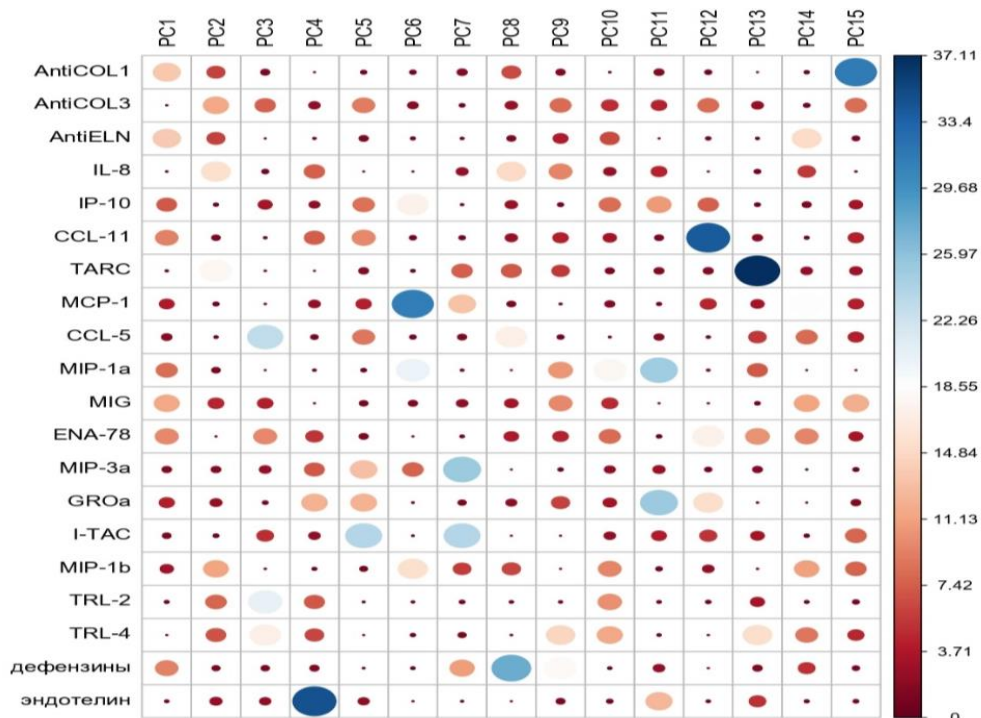 PC1 PC2 PC3 PC4 PC5 PC6 PC7 PC8 PC9 PC10 PC11 PC12 PC13 PC14 PC15
AntiCOL1
AntiCOL3
AntiELN
IL-8
IP-10
CCL-11
TARC
MCP-1
CCL-5
MIP-1a
MIG
ENA-78
MIP-3a
GROa
I-TAC
MIP-1b
TRL-2
TRL-4
дефензины
эндотелин
37.11
33.4
29.68
25.97
22.26
18.55
14.84
11.13
7.42
3.71
0